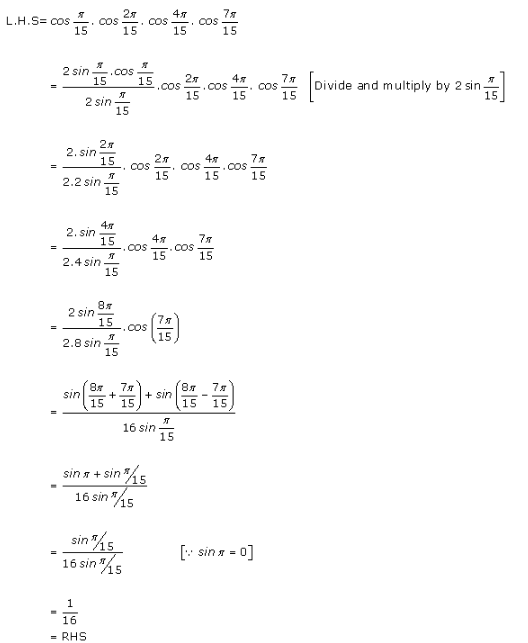 L.H.S= cos π/15 . cos 2π/15 . cos 4π/15 . cos 7π/15
= (2 sin π/15 . cos π/15)/(2 sin π/15) . cos 2π/15 . cos 4π/15 . cos 7π/15 [Divide and multiply by 2 sin π/15]
= (2. sin 2π/15)/(2.2 sin π/15) . cos 2π/15 . cos 4π/15 . cos 7π/15
= (2. sin 4π/15)/(2.4 sin π/15) . cos 4π/15 . cos 7π/15
= (2 sin 8π/15)/(2.8 sin π/15) . cos (7π/15)
= (sin(8π/15 + 7π/15) + sin(8π/15 − 7π/15))/(16 sin π/15)
= (sin π + sin π/15)/(16 sin π/15)
= (sin π/15)/(16 sin π/15) [∵ sin π = 0]
= 1/16
= RHS